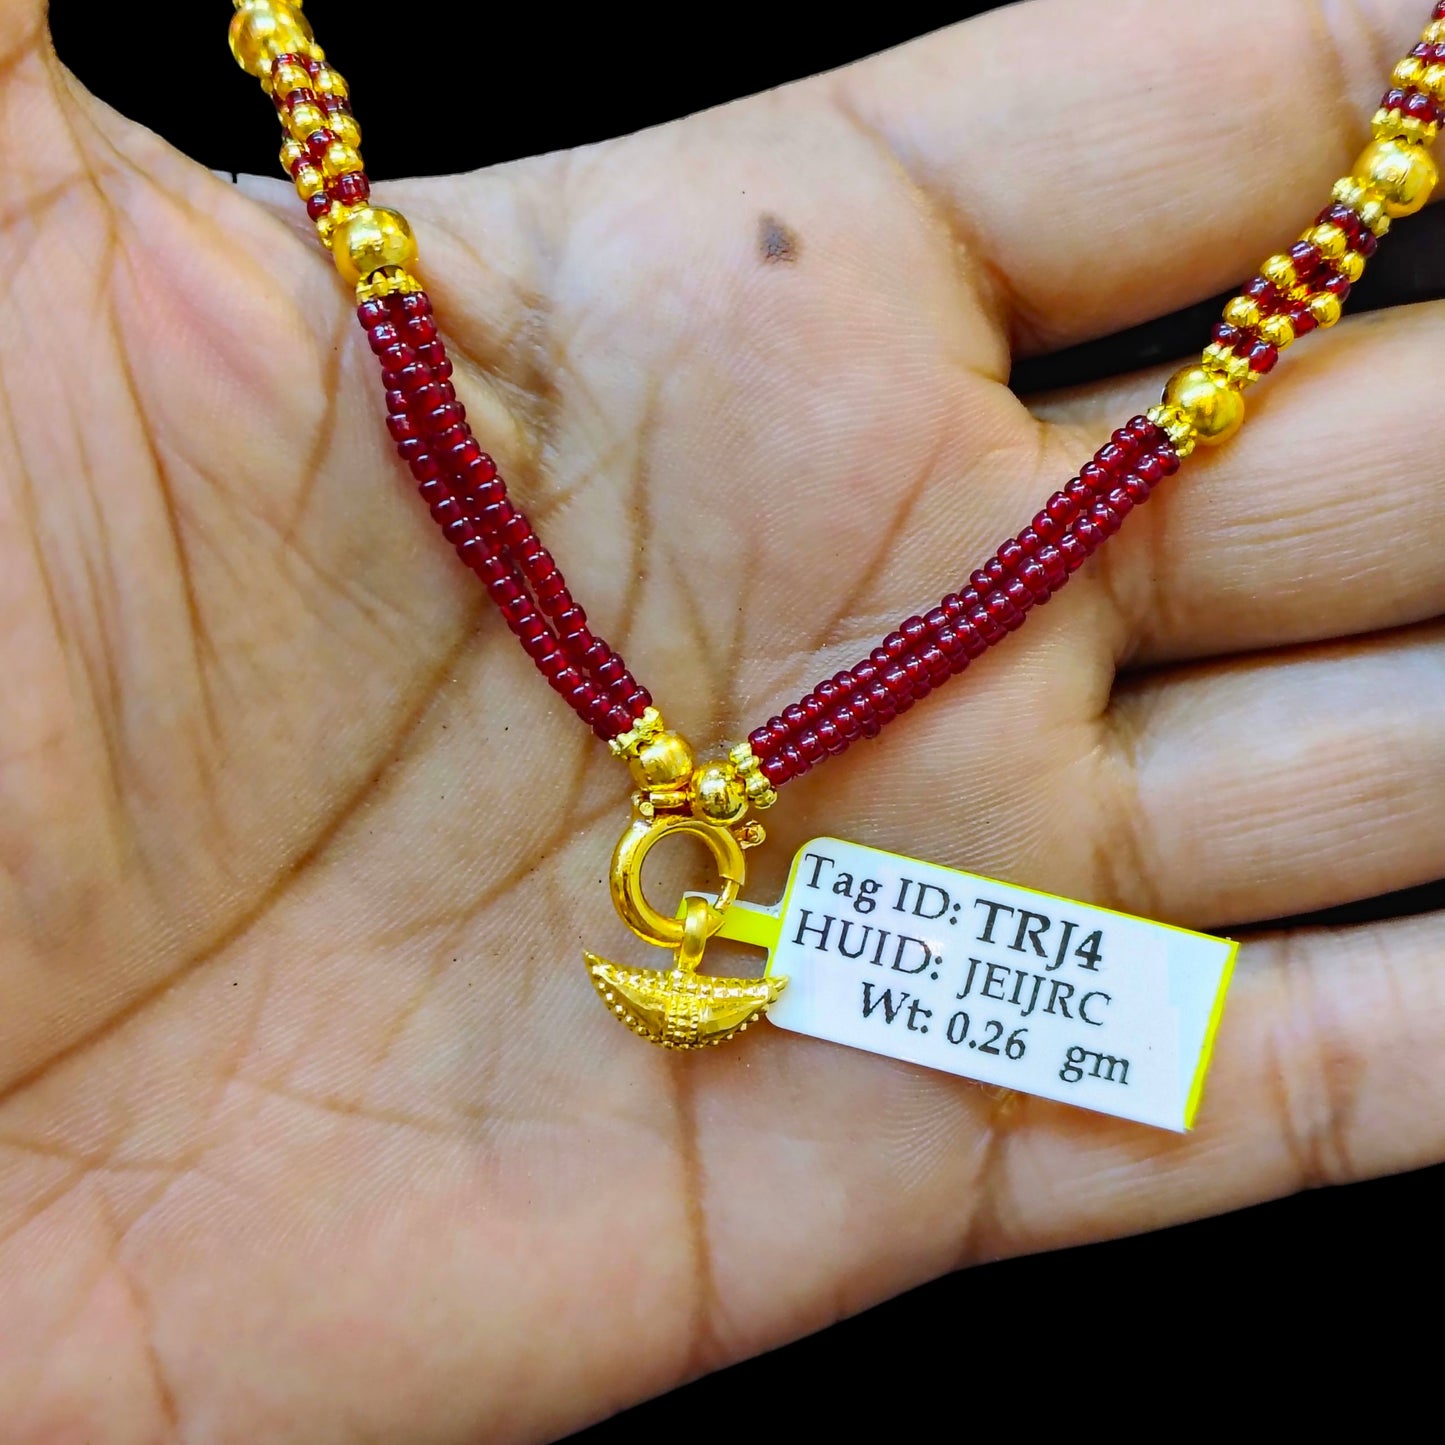 Tag ID: TRJ4
HUID: JEIJRC
Wt: 0.26 gm